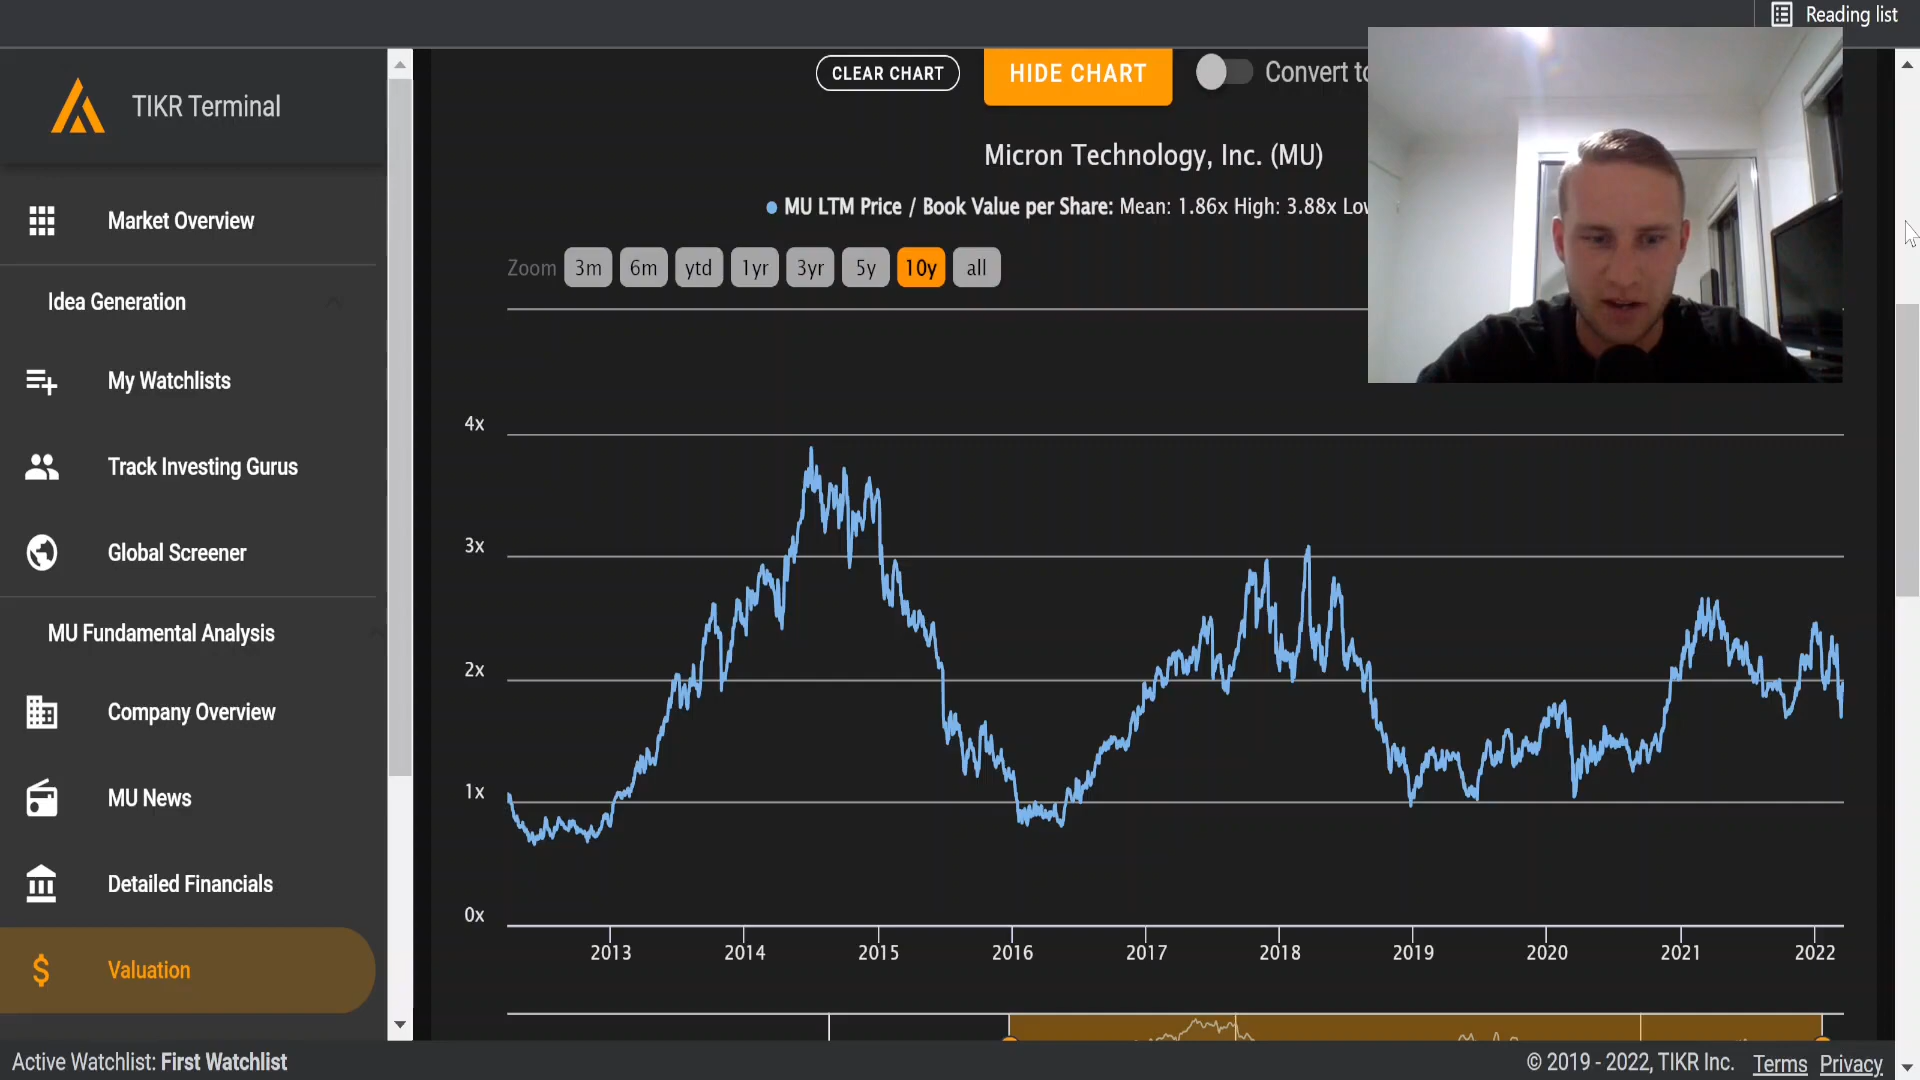 Reading list
TIKR Terminal
CLEAR CHART
HIDE CHART
Convert to
Micron Technology, Inc. (MU)
MU LTM Price / Book Value per Share: Mean: 1.86x High: 3.88x Low
Market Overview
Zoom 3m 6m ytd 1yr 3yr 5y 10y all
Idea Generation
My Watchlists
Track Investing Gurus
Global Screener
MU Fundamental Analysis
Company Overview
MU News
Detailed Financials
Valuation
4x
3x
2x
1x
0x
2013 2014 2015 2016 2017 2018 2019 2020 2021 2022
Active Watchlist: First Watchlist
© 2019 - 2022, TIKR Inc. Terms Privacy